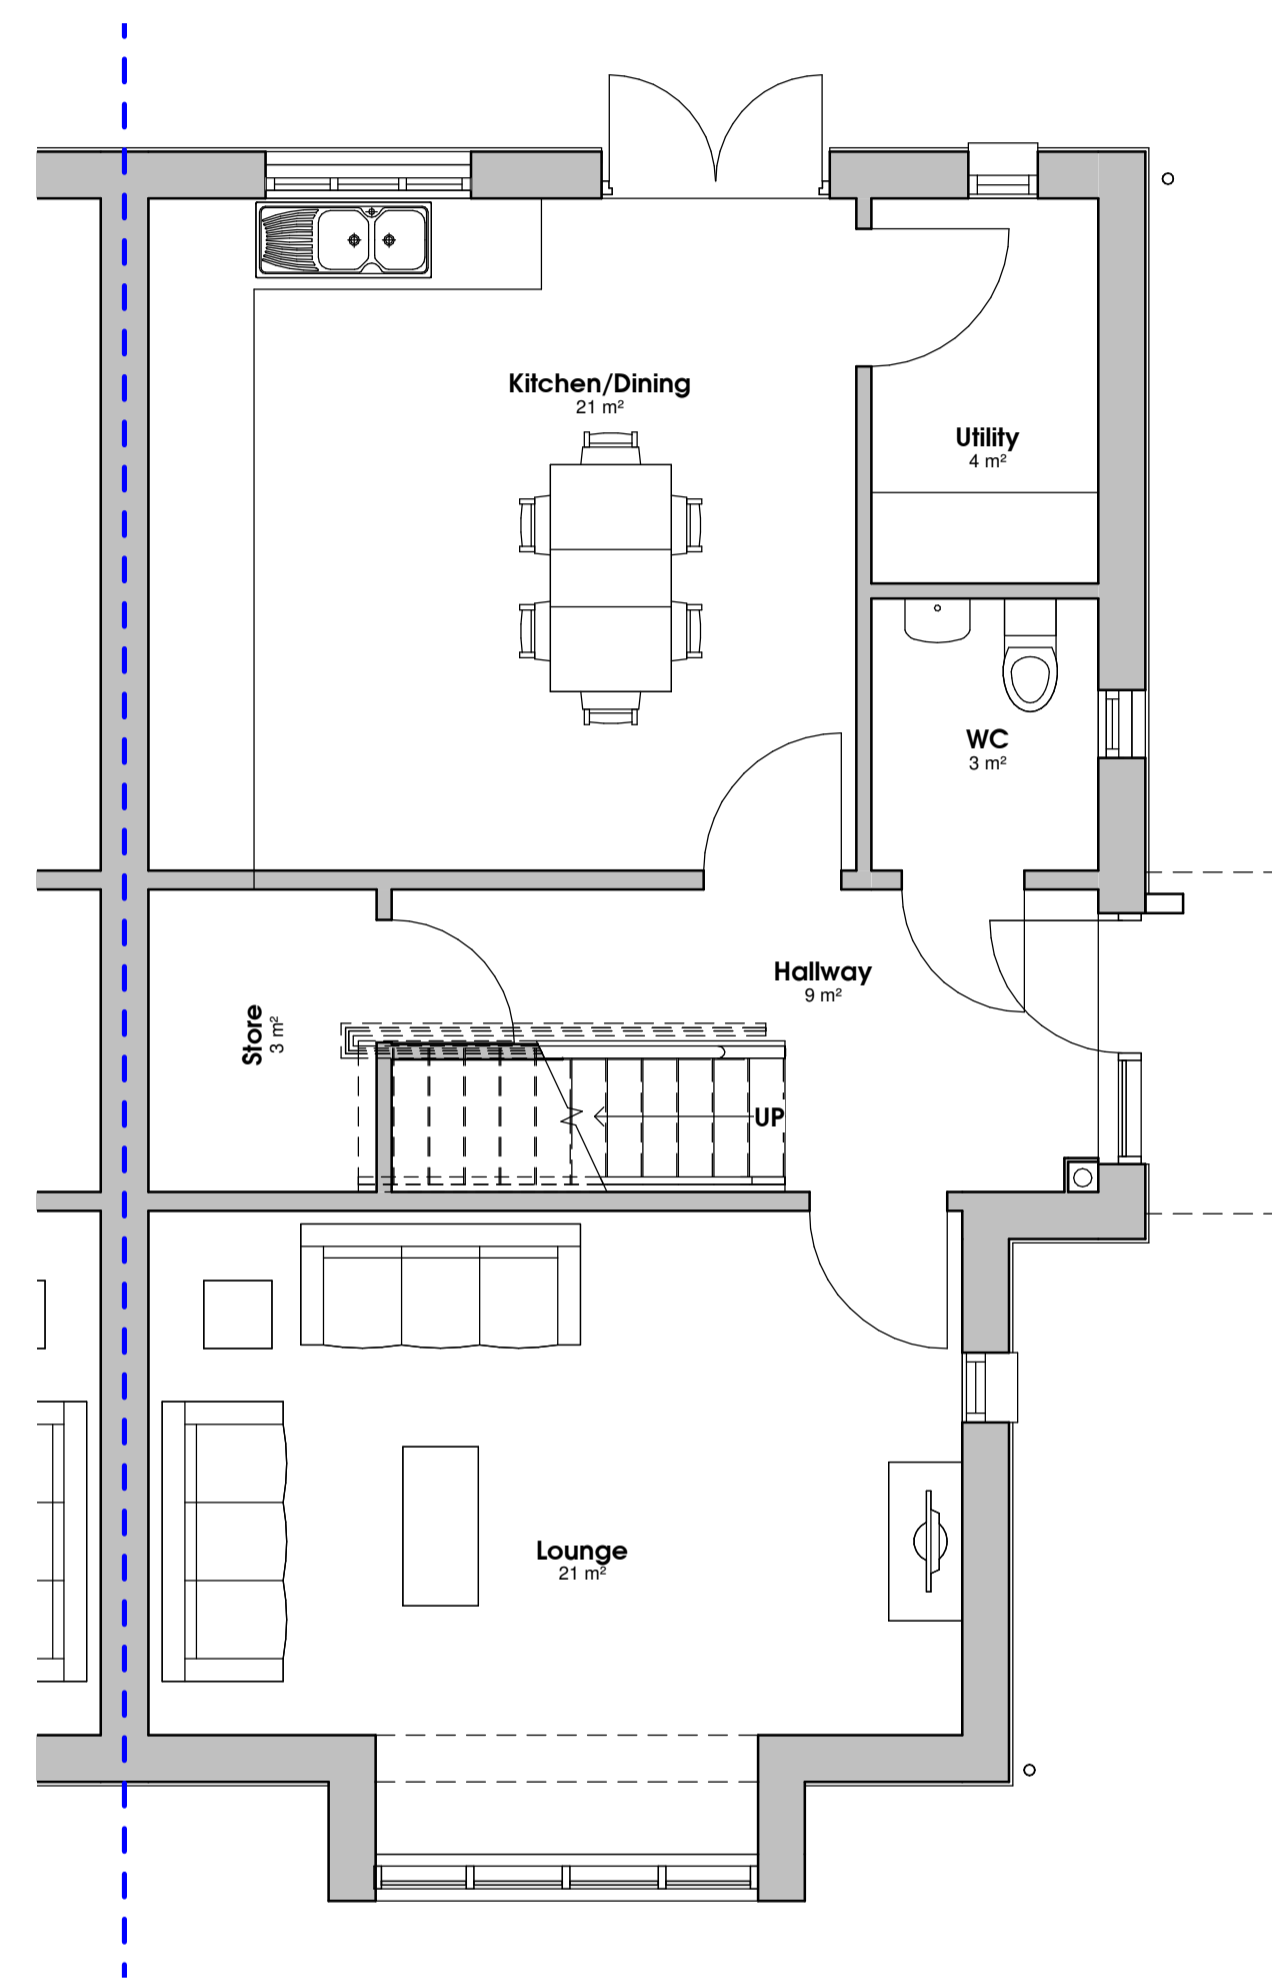 Kitchen/Dining
21 m²
Utility
4 m²
WC
3 m²
Hallway
9 m²
Store
3 m²
UP
Lounge
21 m²